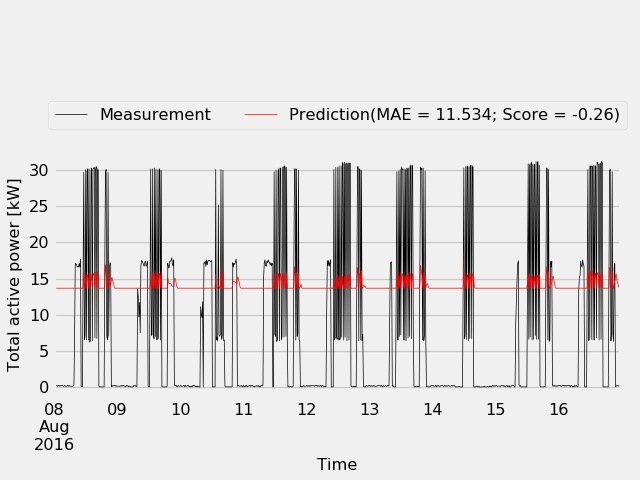 Measurement
Prediction(MAE = 11.534; Score = -0.26)
Total active power [kW]
30
25
20
15
10
5
0
08 09 10 11 12 13 14 15 16
Aug
2016
Time